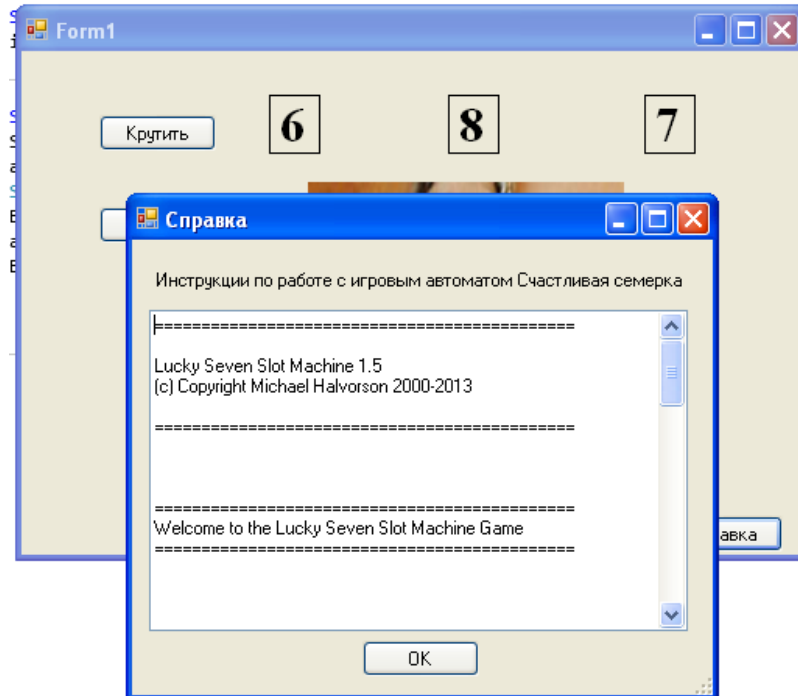 Form1
Крутить
6 8 7
Справка
Инструкции по работе с игровым автоматом Счастливая семерка
=============================================
Lucky Seven Slot Machine 1.5
(c) Copyright Michael Halvorson 2000-2013
=============================================
=============================================
Welcome to the Lucky Seven Slot Machine Game
=============================================
авка
OK